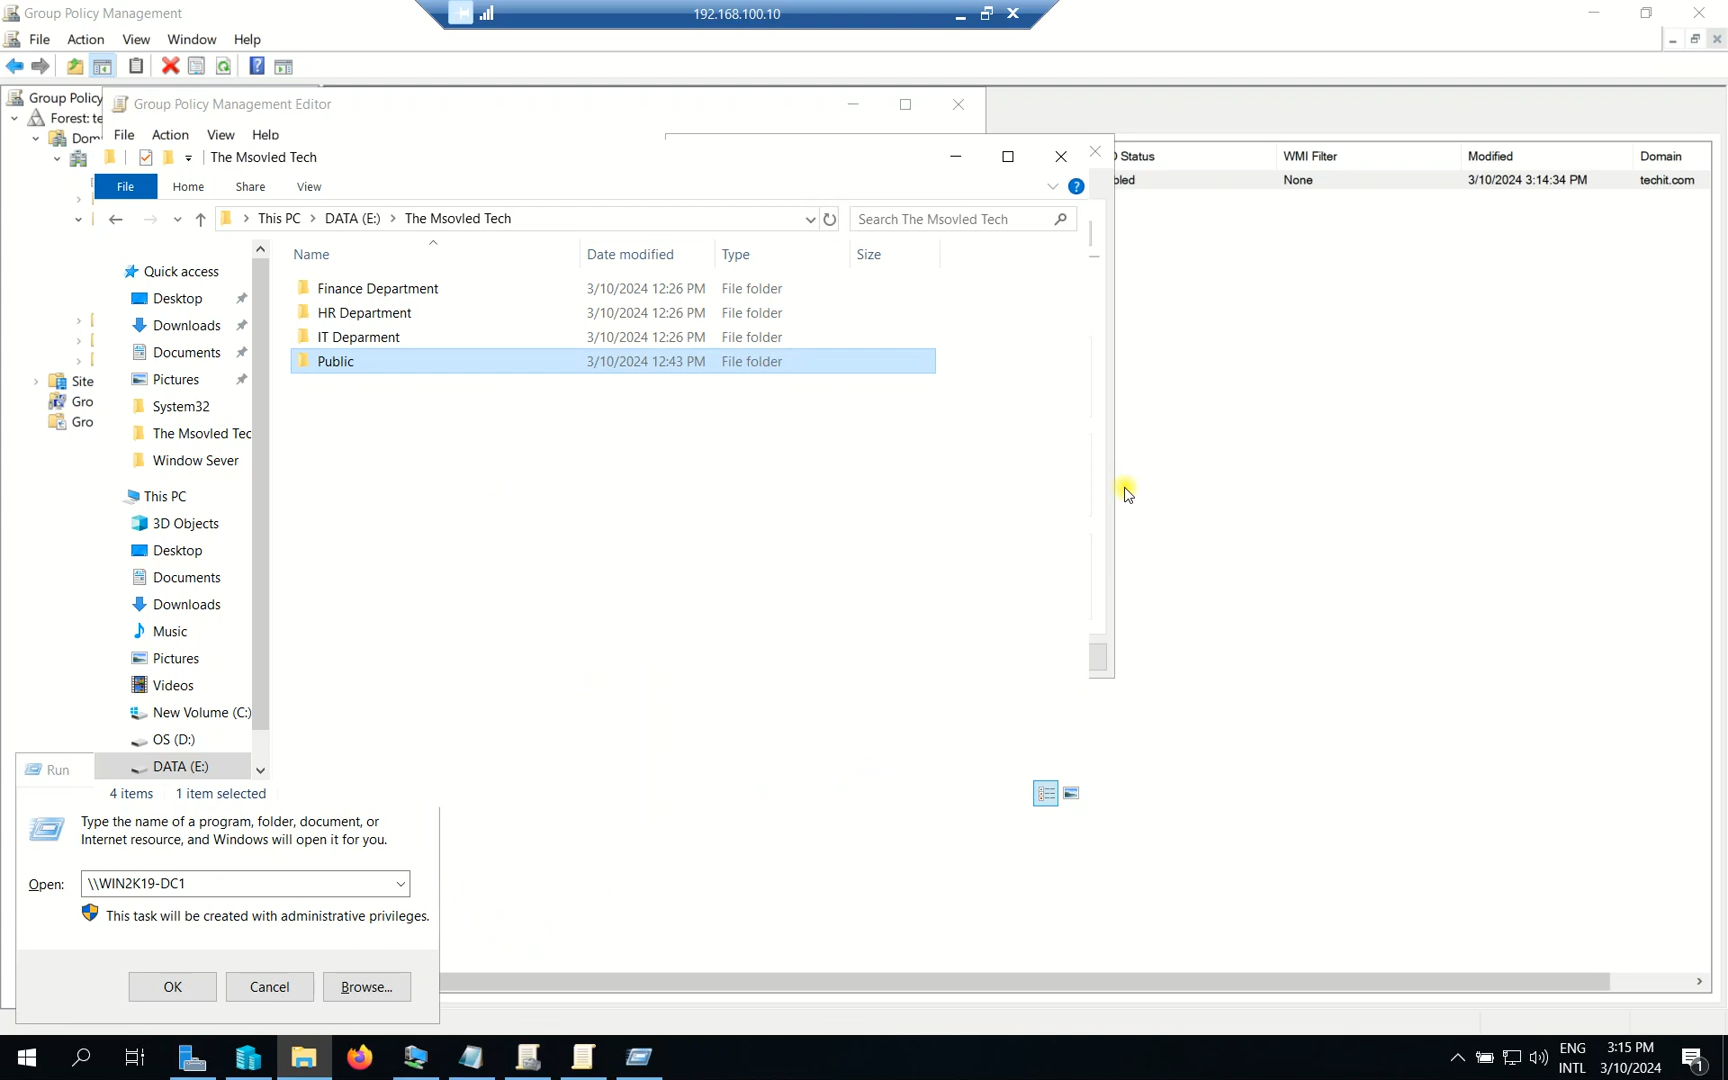 Group Policy Management
192.168.100.10
File Action View Window Help
Group Policy
Forest: te
Dom
Site
Gro
Gro
Group Policy Management Editor
File Action View Help
Status WMI Filter Modified Domain
bled None 3/10/2024 3:14:34 PM techit.com
The Msovled Tech
File Home Share View
This PC > DATA (E:) > The Msovled Tech
Search The Msovled Tech
Name Date modified Type Size
Finance Department 3/10/2024 12:26 PM File folder
HR Department 3/10/2024 12:26 PM File folder
IT Deparment 3/10/2024 12:26 PM File folder
Public 3/10/2024 12:43 PM File folder
Quick access
Desktop
Downloads
Documents
Pictures
System32
The Msovled Tec
Window Sever
This PC
3D Objects
Desktop
Documents
Downloads
Music
Pictures
Videos
New Volume (C:)
OS (D:)
DATA (E:)
4 items 1 item selected
Run
Type the name of a program, folder, document, or
Internet resource, and Windows will open it for you.
Open: \\WIN2K19-DC1
This task will be created with administrative privileges.
OK Cancel Browse...
ENG 3:15 PM
INTL 3/10/2024
1